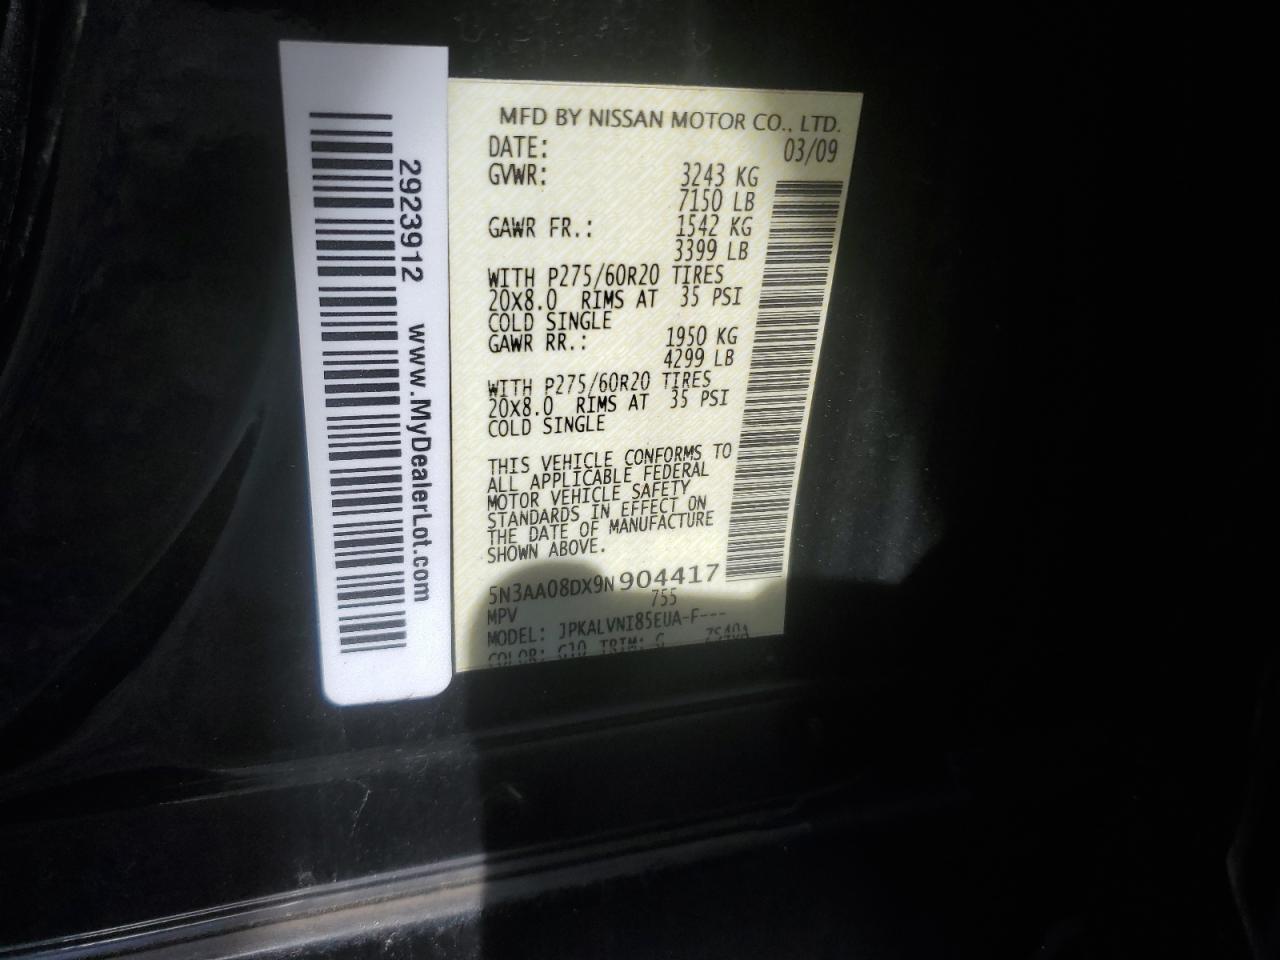 2923912 www.MyDealerLot.com
MFD BY NISSAN MOTOR CO., LTD.
DATE: 03/09
GVWR: 3243 KG
7150 LB
GAWR FR.: 1542 KG
3399 LB
WITH P275/60R20 TIRES
20X8.0 RIMS AT 35 PSI
COLD SINGLE
GAWR RR.: 1950 KG
4299 LB
WITH P275/60R20 TIRES
20X8.0 RIMS AT 35 PSI
COLD SINGLE
THIS VEHICLE CONFORMS TO
ALL APPLICABLE FEDERAL
MOTOR VEHICLE SAFETY
STANDARDS IN EFFECT ON
THE DATE OF MANUFACTURE
SHOWN ABOVE.
5N3AA08DX9N904417
MPV 755
MODEL: JPKALVNI85EUA-F---
COLOR: G10 TRIM: G ZS40A